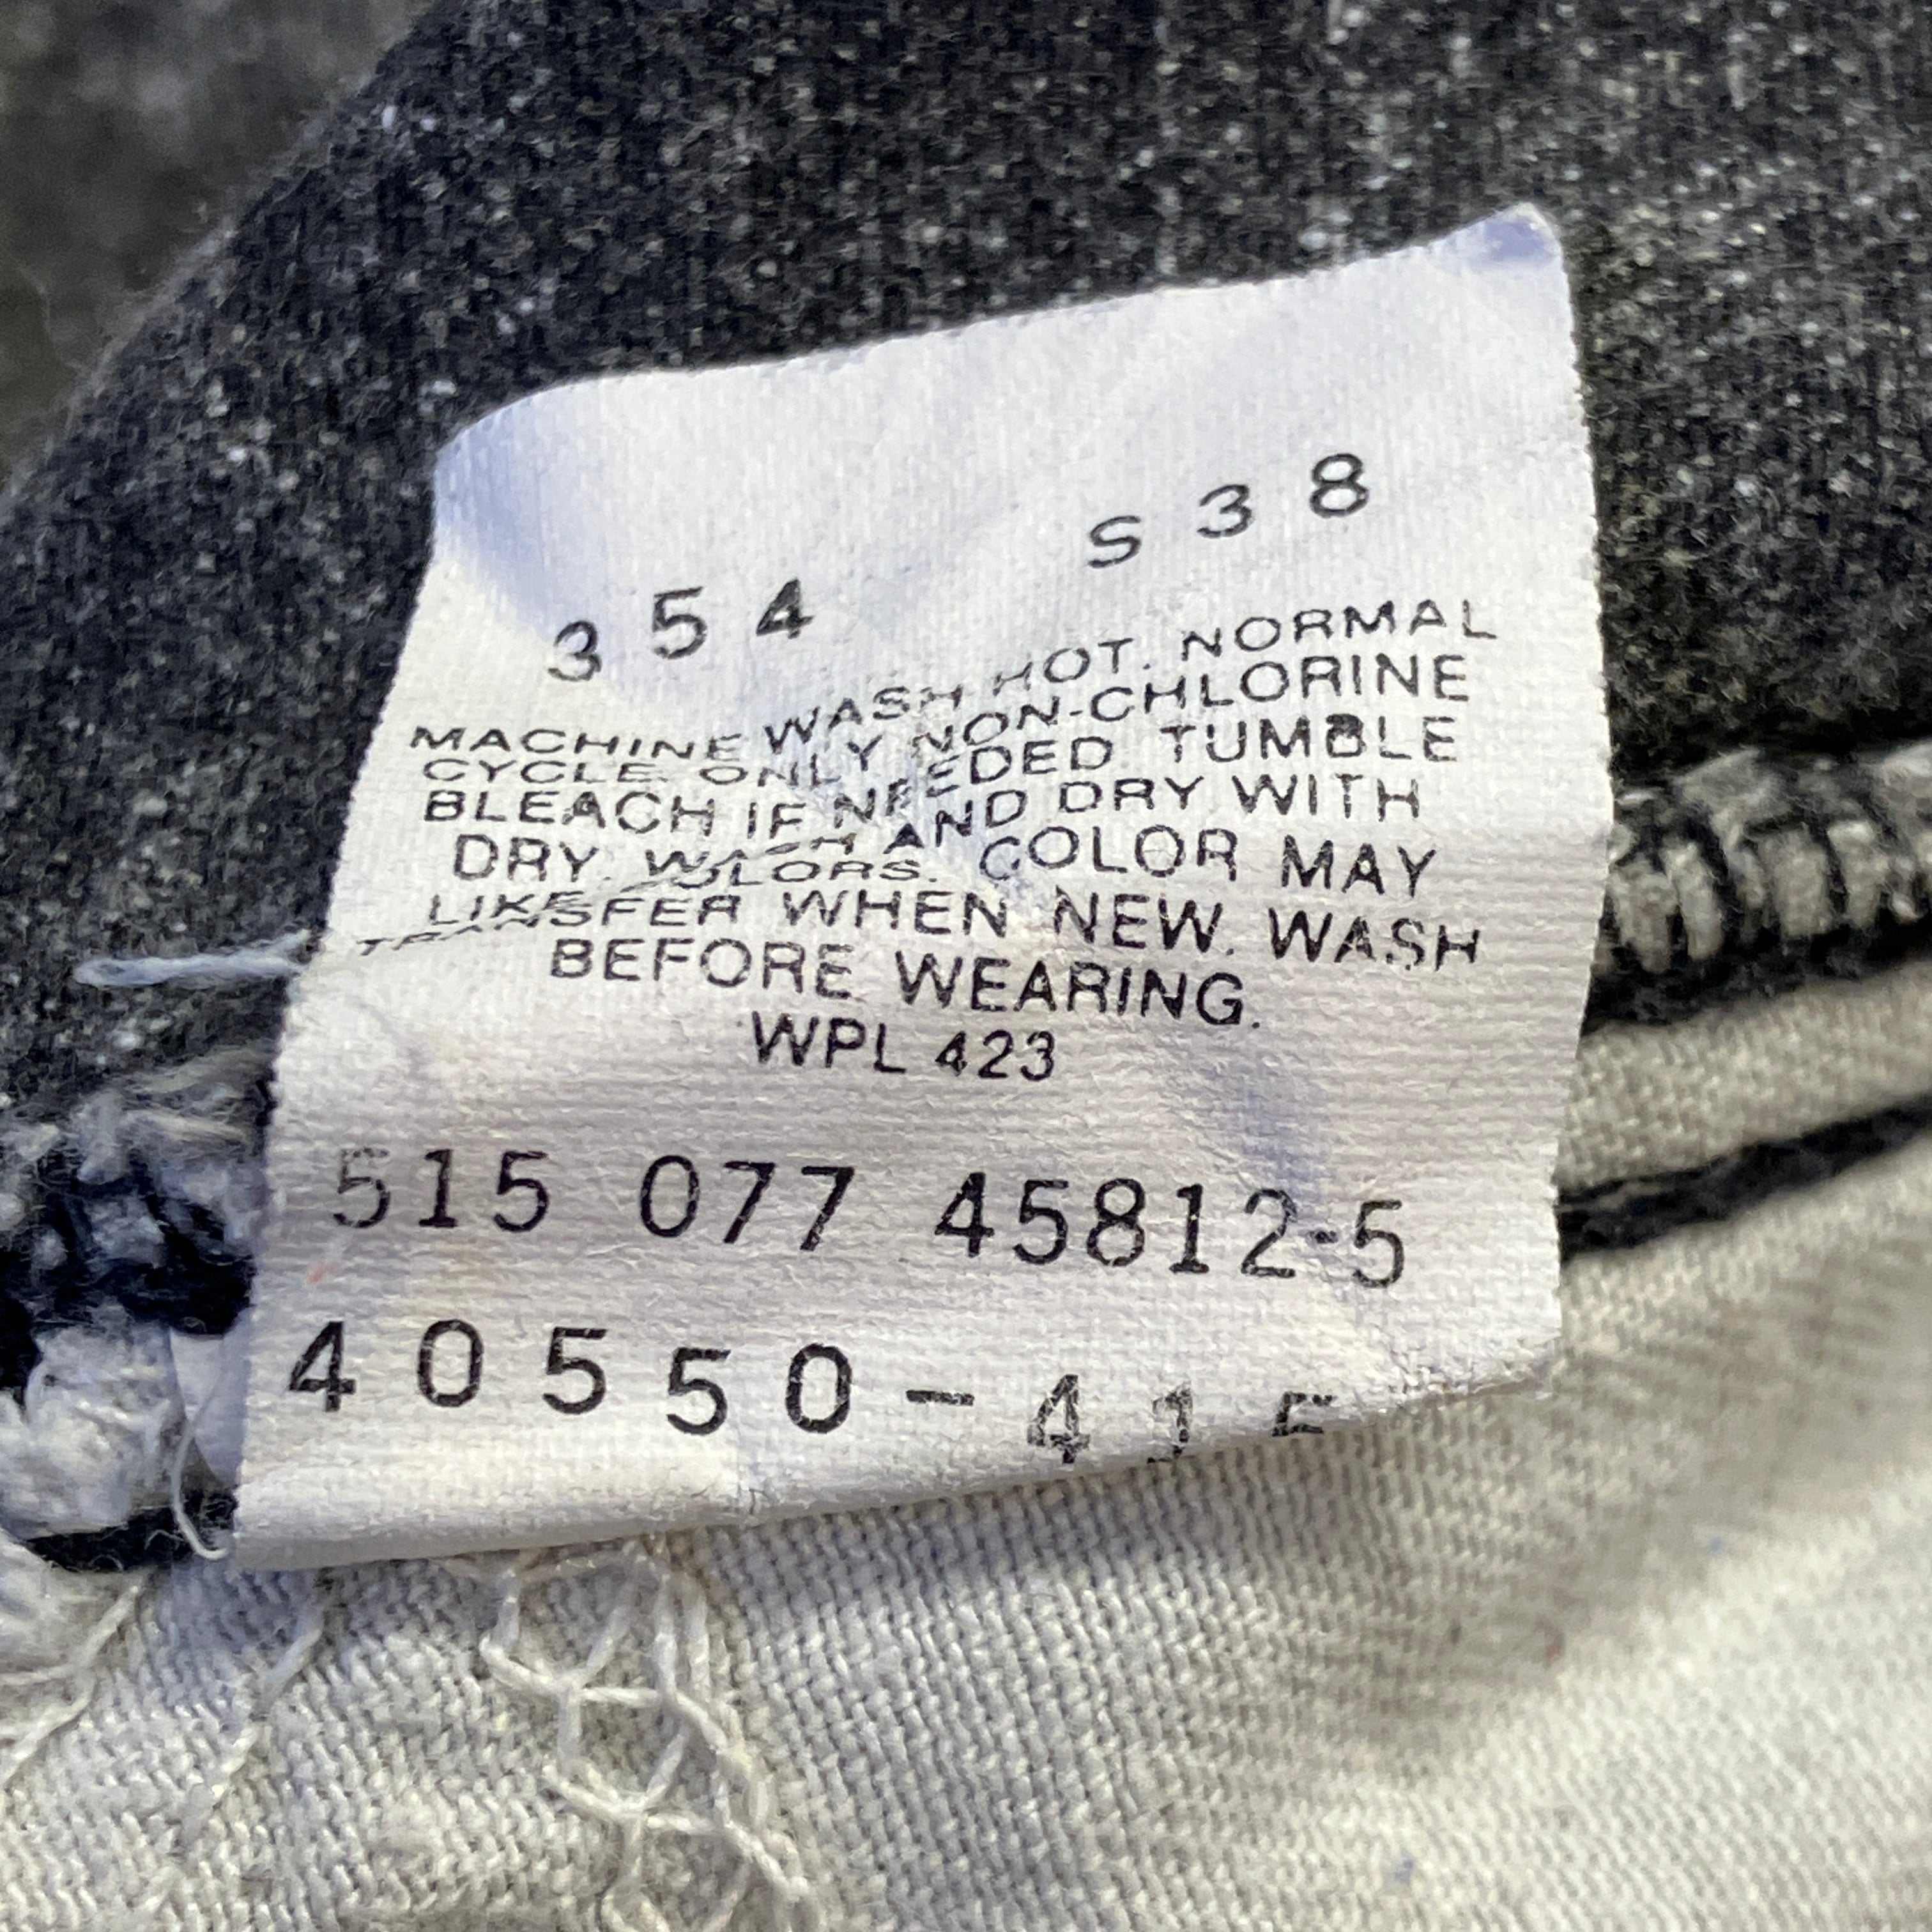 354 S38
MACHINE WASH HOT. NORMAL
CYCLE. ONLY NON-CHLORINE
BLEACH IF NEEDED. TUMBLE
DRY. WASH AND DRY WITH
LIKE COLORS. COLOR MAY
TRANSFER WHEN NEW. WASH
BEFORE WEARING.
WPL 423
515 077 45812-5
40550-415